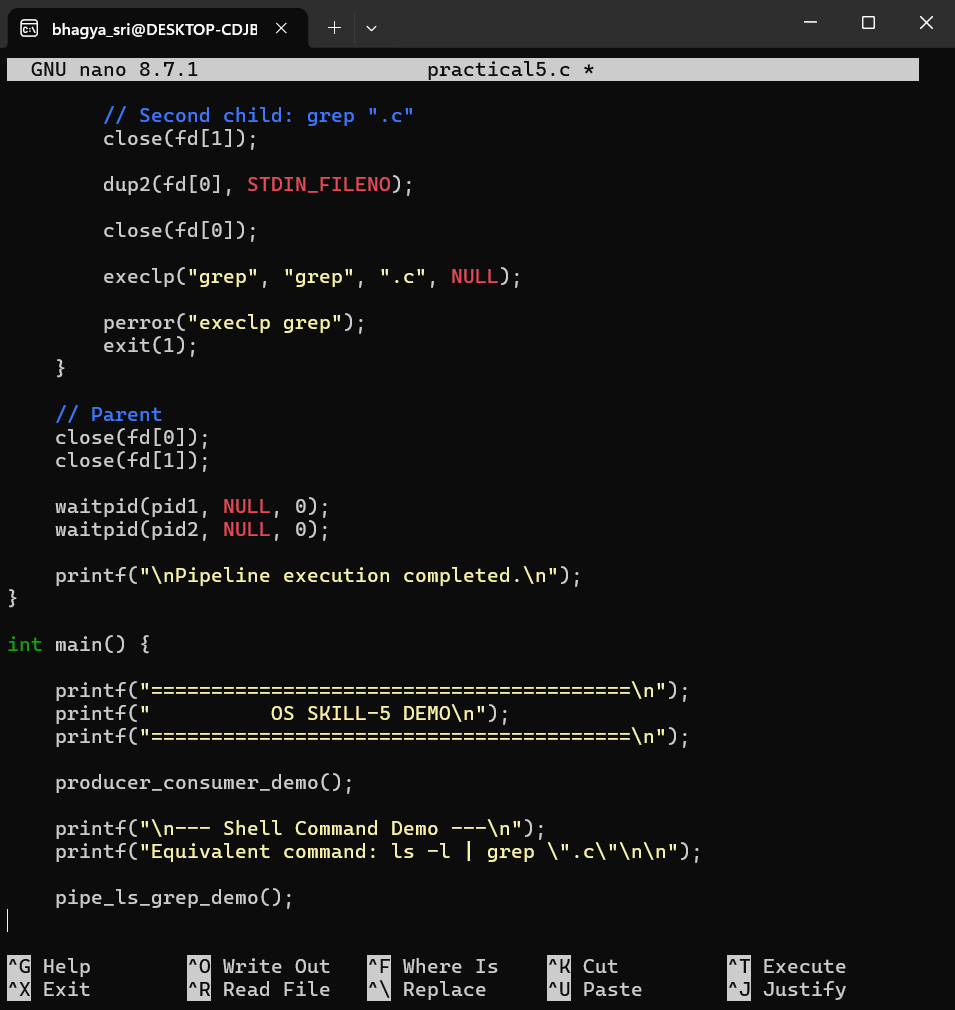 bhagya_sri@DESKTOP-CDJB
GNU nano 8.7.1 practical5.c *
// Second child: grep ".c"
close(fd[1]);
dup2(fd[0], STDIN_FILENO);
close(fd[0]);
execlp("grep", "grep", ".c", NULL);
perror("execlp grep");
exit(1);
}
// Parent
close(fd[0]);
close(fd[1]);
waitpid(pid1, NULL, 0);
waitpid(pid2, NULL, 0);
printf("\nPipeline execution completed.\n");
}
int main() {
printf("========================================\n");
printf("          OS SKILL-5 DEMO\n");
printf("========================================\n");
producer_consumer_demo();
printf("\n--- Shell Command Demo ---\n");
printf("Equivalent command: ls -l | grep \".c\"\n\n");
pipe_ls_grep_demo();
^G Help ^O Write Out ^F Where Is ^K Cut ^T Execute
^X Exit ^R Read File ^\ Replace ^U Paste ^J Justify